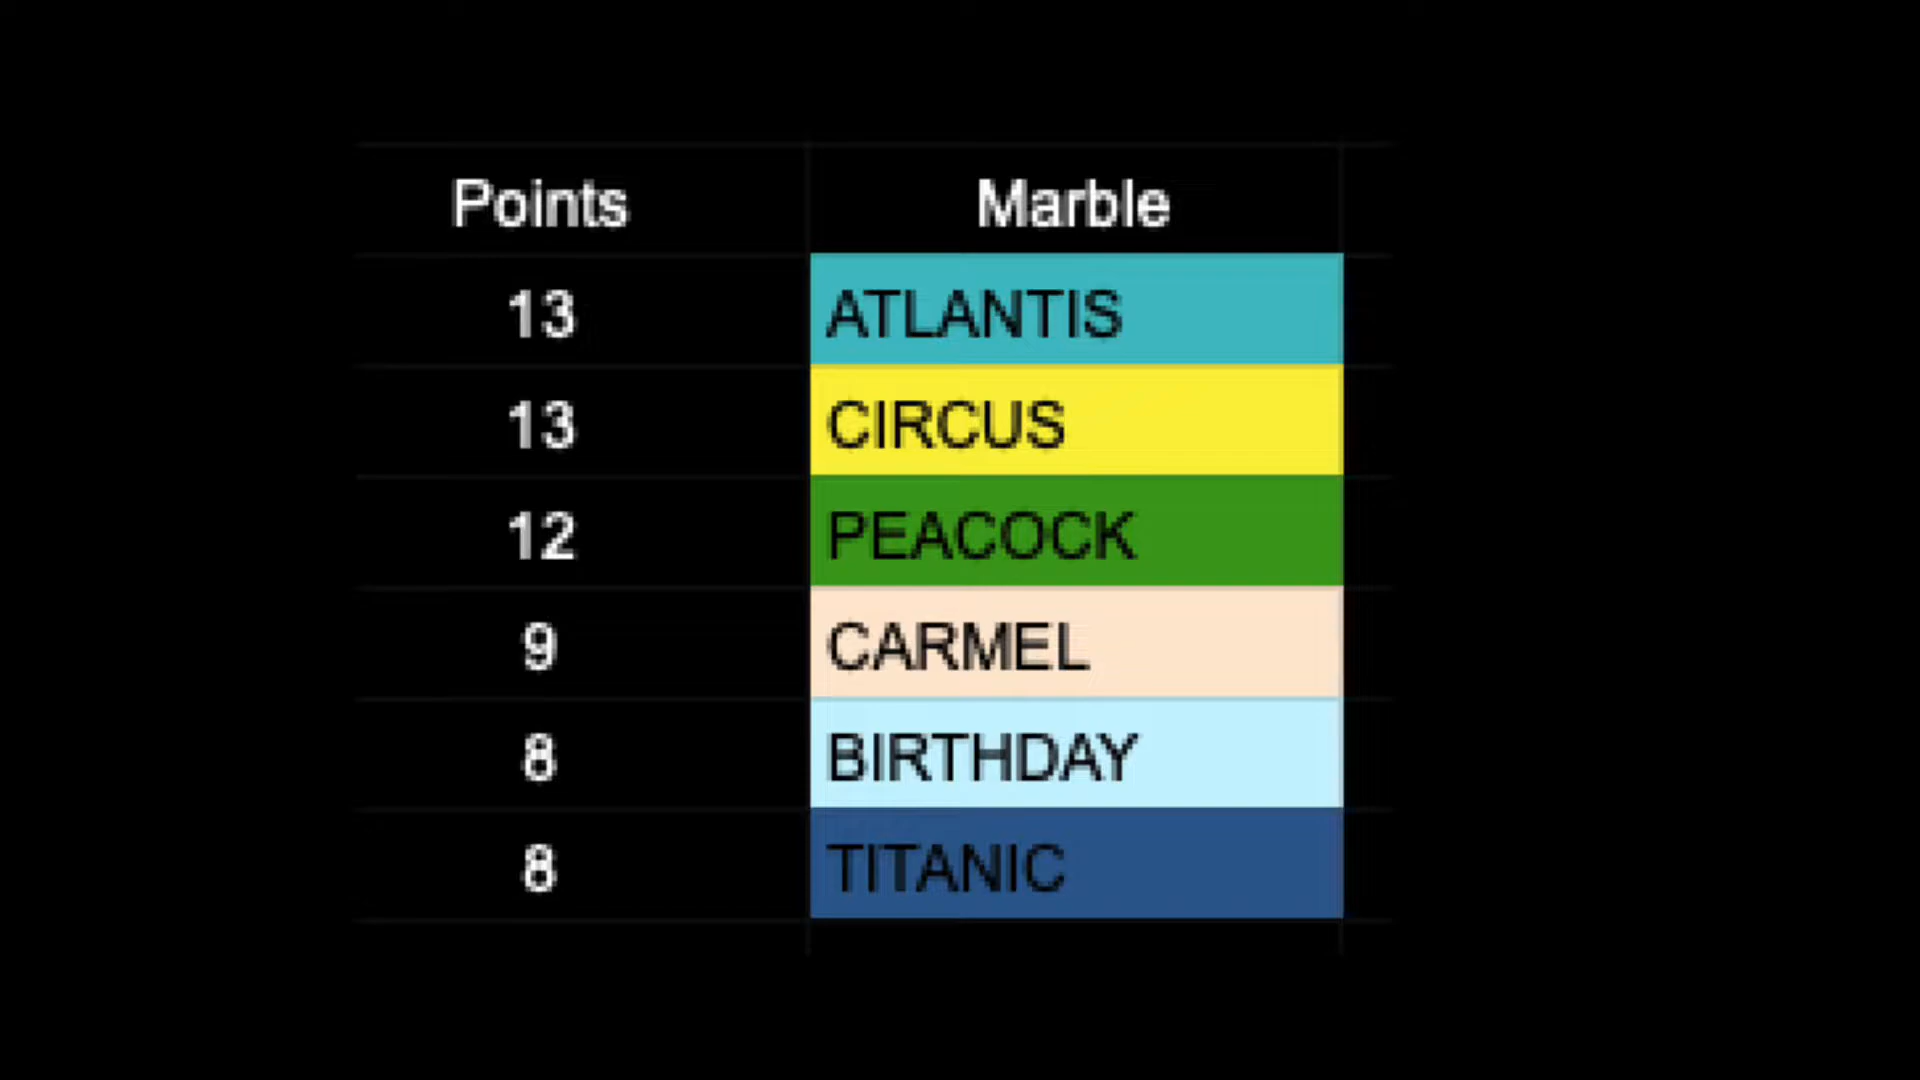 Points Marble
13 ATLANTIS
13 CIRCUS
12 PEACOCK
9 CARMEL
8 BIRTHDAY
8 TITANIC